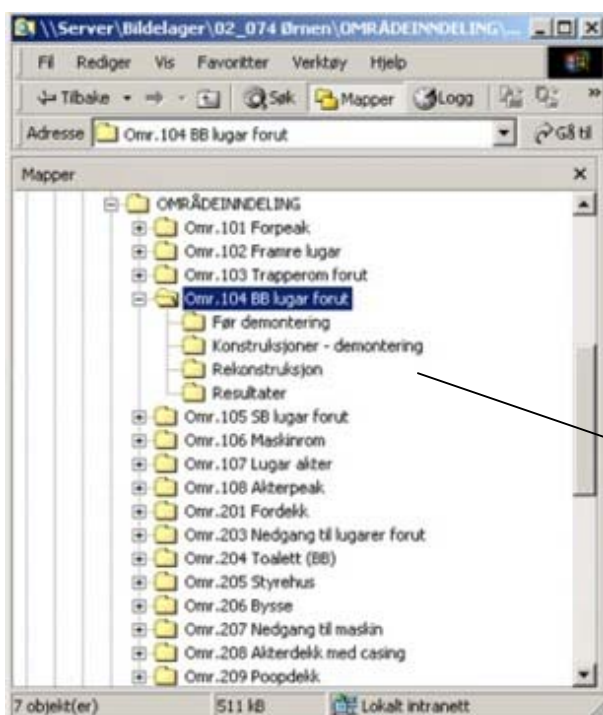 \\Server\Bildelager\02_074 Ørnen\OMRÅDEINNDELING\...
Fil Rediger Vis Favoritter Verktøy Hjelp
Tilbake Søk Mapper Logg »
Adresse Omr.104 BB lugar forut Gå til
Mapper
OMRÅDEINNDELING
Omr.101 Forpeak
Omr.102 Framre lugar
Omr.103 Trapperom forut
Omr.104 BB lugar forut
Før demontering
Konstruksjoner - demontering
Rekonstruksjon
Resultater
Omr.105 SB lugar forut
Omr.106 Maskinrom
Omr.107 Lugar akter
Omr.108 Akterpeak
Omr.201 Fordekk
Omr.203 Nedgang til lugarer forut
Omr.204 Toalett (BB)
Omr.205 Styrehus
Omr.206 Bysse
Omr.207 Nedgang til maskin
Omr.208 Akterdekk med casing
Omr.209 Poopdekk
7 objekt(er) 511 kB Lokalt intranett